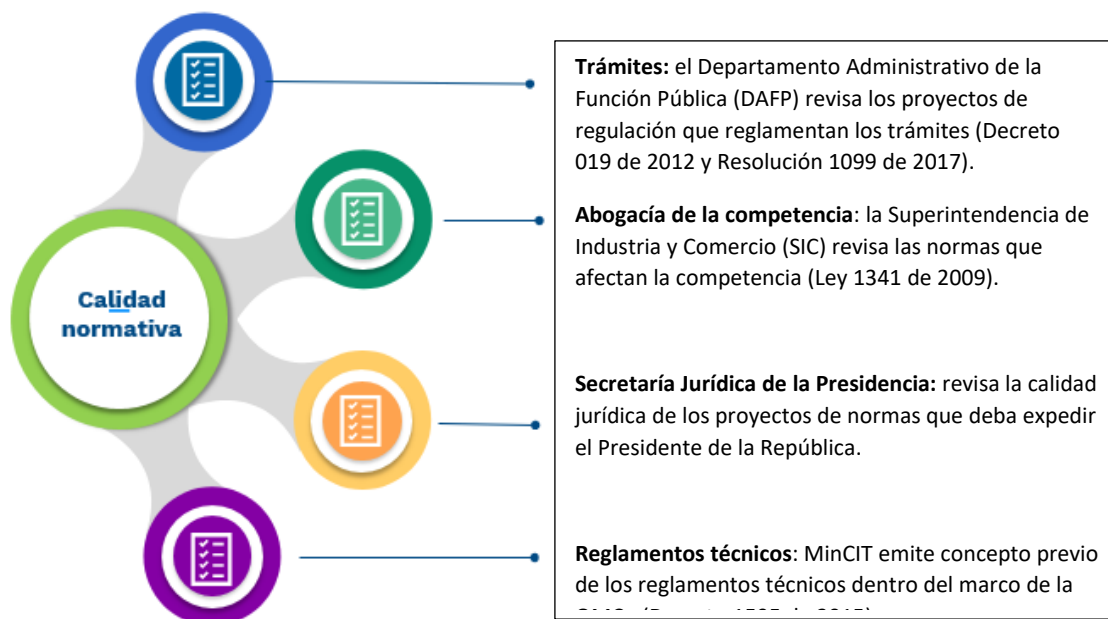 Calidad
normativa
Trámites: el Departamento Administrativo de la
Función Pública (DAFP) revisa los proyectos de
regulación que reglamentan los trámites (Decreto
019 de 2012 y Resolución 1099 de 2017).
Abogacía de la competencia: la Superintendencia de
Industria y Comercio (SIC) revisa las normas que
afectan la competencia (Ley 1341 de 2009).
Secretaría Jurídica de la Presidencia: revisa la calidad
jurídica de los proyectos de normas que deba expedir
el Presidente de la República.
Reglamentos técnicos: MinCIT emite concepto previo
de los reglamentos técnicos dentro del marco de la